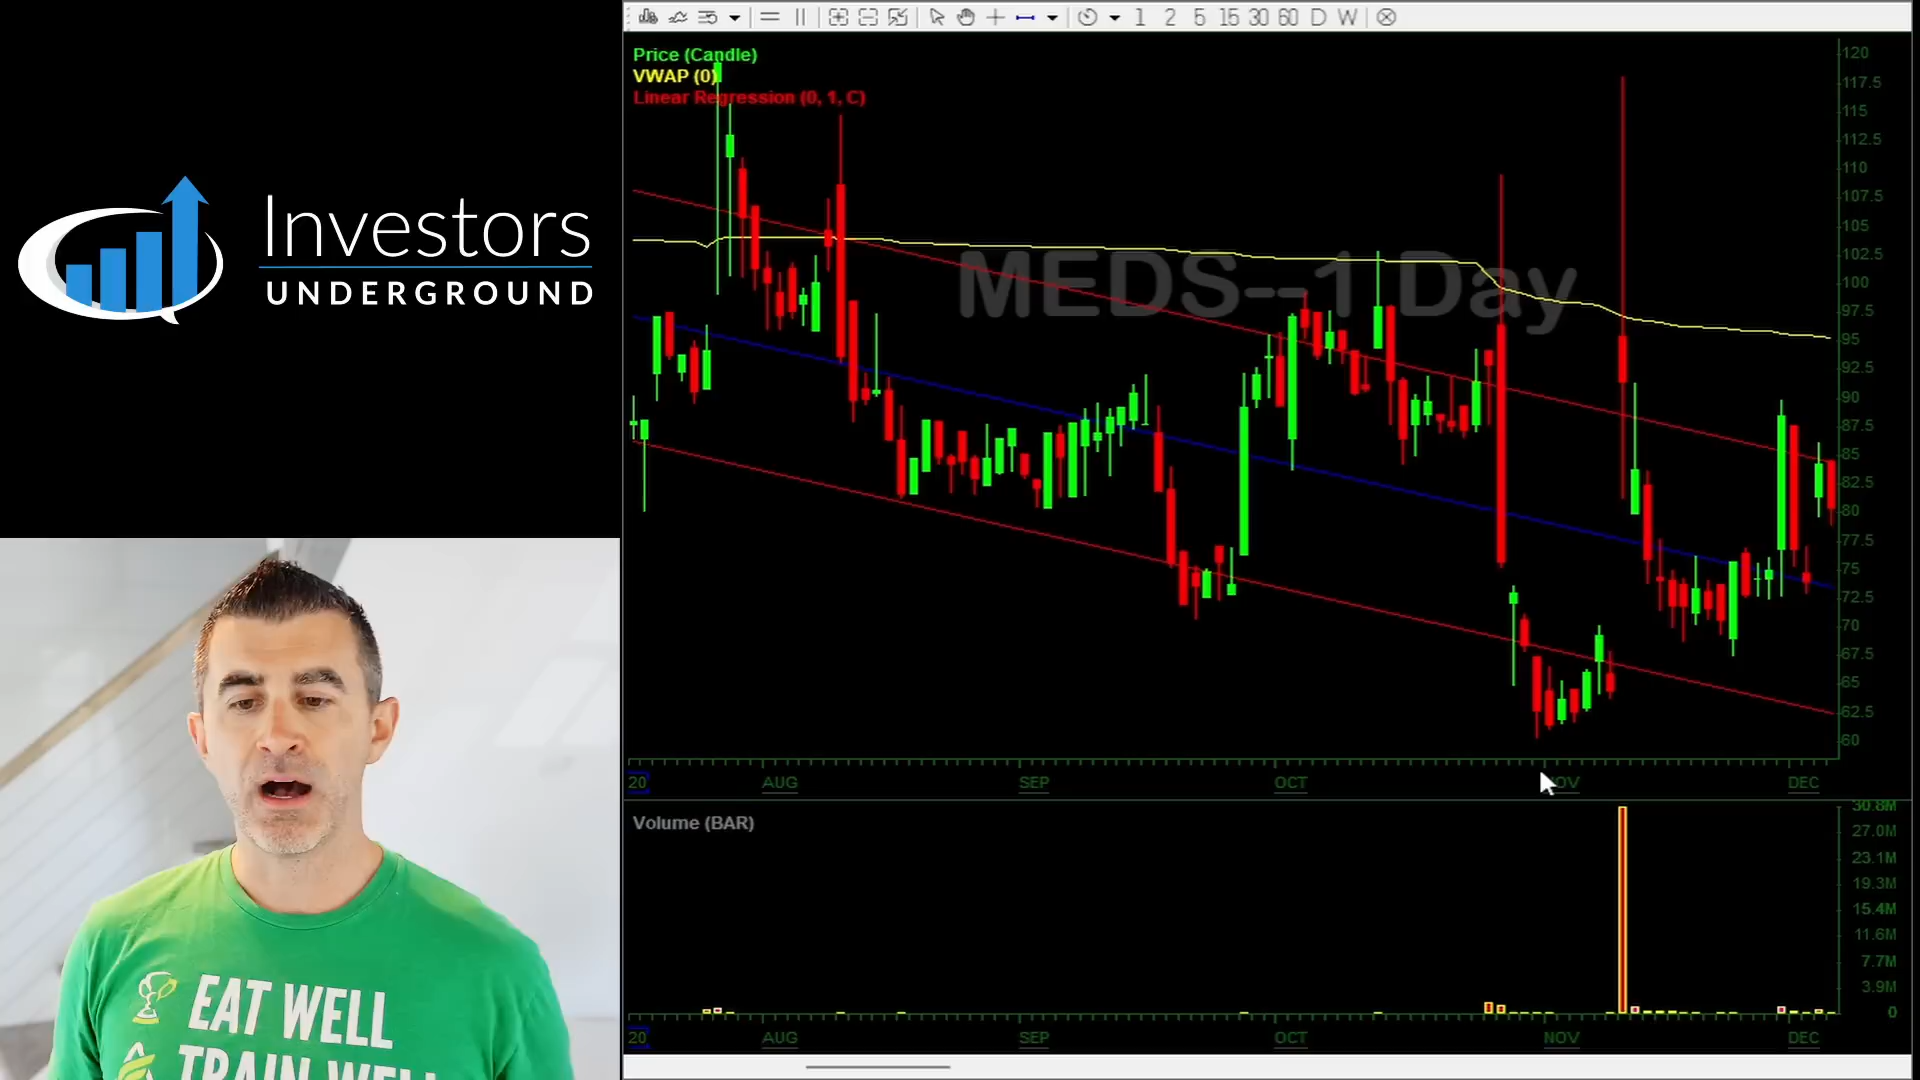 Investors
UNDERGROUND
EAT WELL
TRAIN WELL
1 2 5 15 30 60 D W
Price (Candle)
VWAP (0)
Linear Regression (0, 1, C)
MEDS--1 Day
120
117.5
115
112.5
110
107.5
105
102.5
100
97.5
95
92.5
90
87.5
85
82.5
80
77.5
75
72.5
70
67.5
65
62.5
60
20 AUG SEP OCT NOV DEC
Volume (BAR)
30.8M
27.0M
23.1M
19.3M
15.4M
11.6M
7.7M
3.9M
0
20 AUG SEP OCT NOV DEC